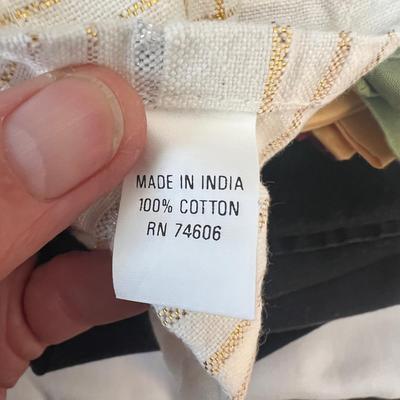 MADE IN INDIA
100% COTTON
RN 74606